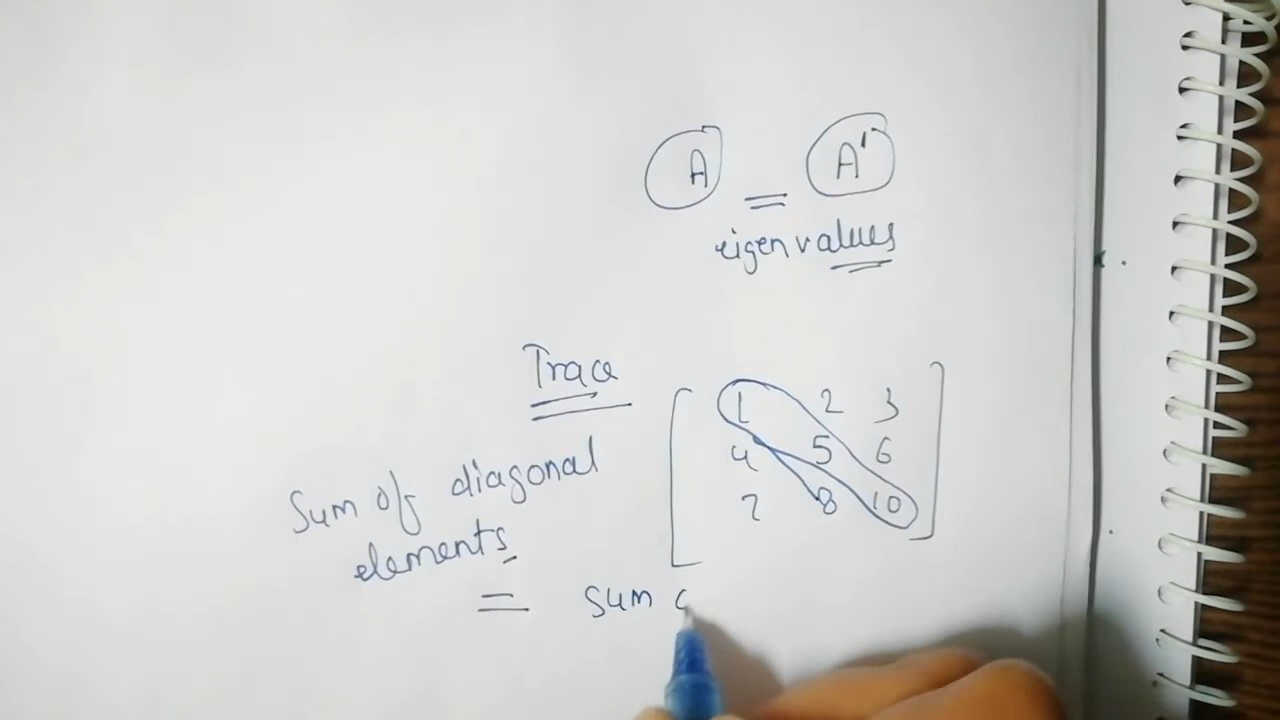 A = A'
eigenvalues
Trace
1 2 3
4 5 6
7 8 10
Sum of diagonal
elements
= Sum o